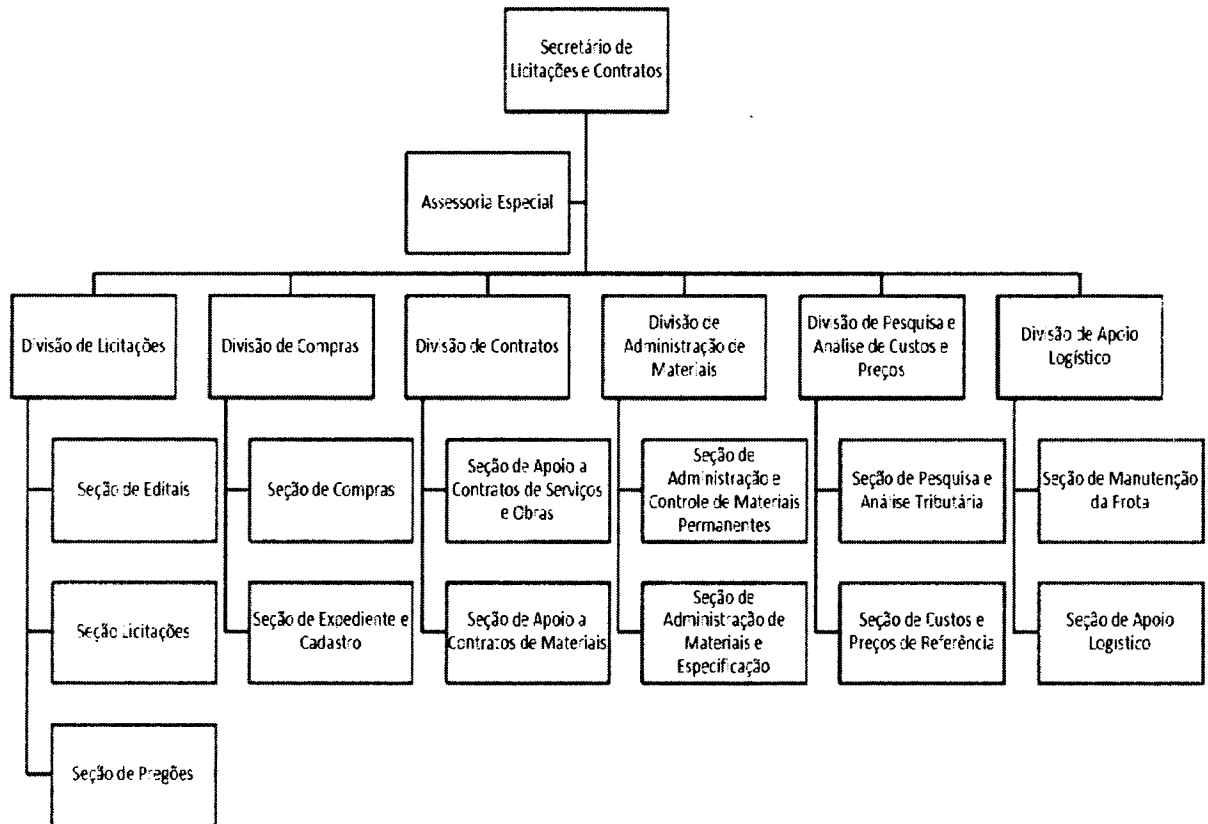 Secretário de
Licitações e Contratos
Assessoria Especial
Divisão de Licitações
Divisão de Compras
Divisão de Contratos
Divisão de
Administração de
Materiais
Divisão de Pesquisa e
Análise de Custos e
Preços
Divisão de Apoio
Logístico
Seção de Editais
Seção de Compras
Seção de Apoio a
Contratos de Serviços
e Obras
Seção de
Administração e
Controle de Materiais
Permanentes
Seção de Pesquisa e
Análise Tributária
Seção de Manutenção
da Frota
Seção Licitações
Seção de Expediente e
Cadastro
Seção de Apoio a
Contratos de Materiais
Seção de
Administração de
Materiais e
Especificação
Seção de Custos e
Preços de Referência
Seção de Apoio
Logístico
Seção de Pregões